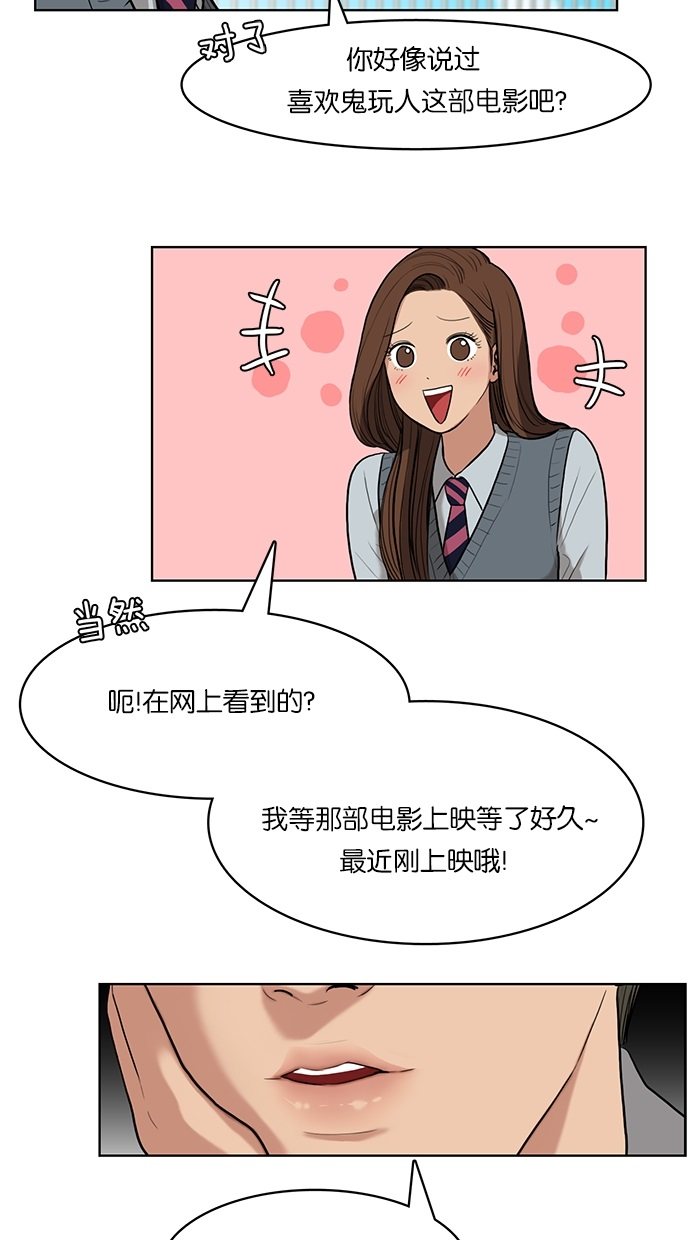 对了
你好像说过
喜欢鬼玩人这部电影吧?
当然
呃!在网上看到的?
我等那部电影上映等了好久~
最近刚上映哦!